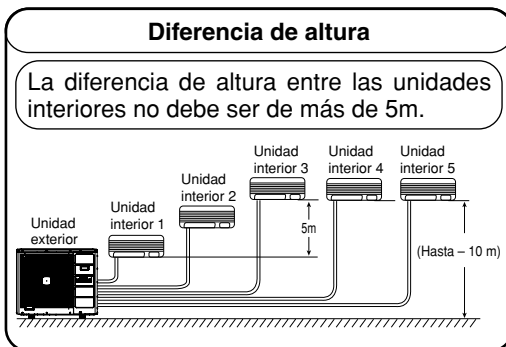 Diferencia de altura
La diferencia de altura entre las unidades
interiores no debe ser de más de 5m.
Unidad
exterior
Unidad
interior 1
Unidad
interior 2
Unidad
interior 3
Unidad
interior 4
Unidad
interior 5
5m
(Hasta – 10 m)